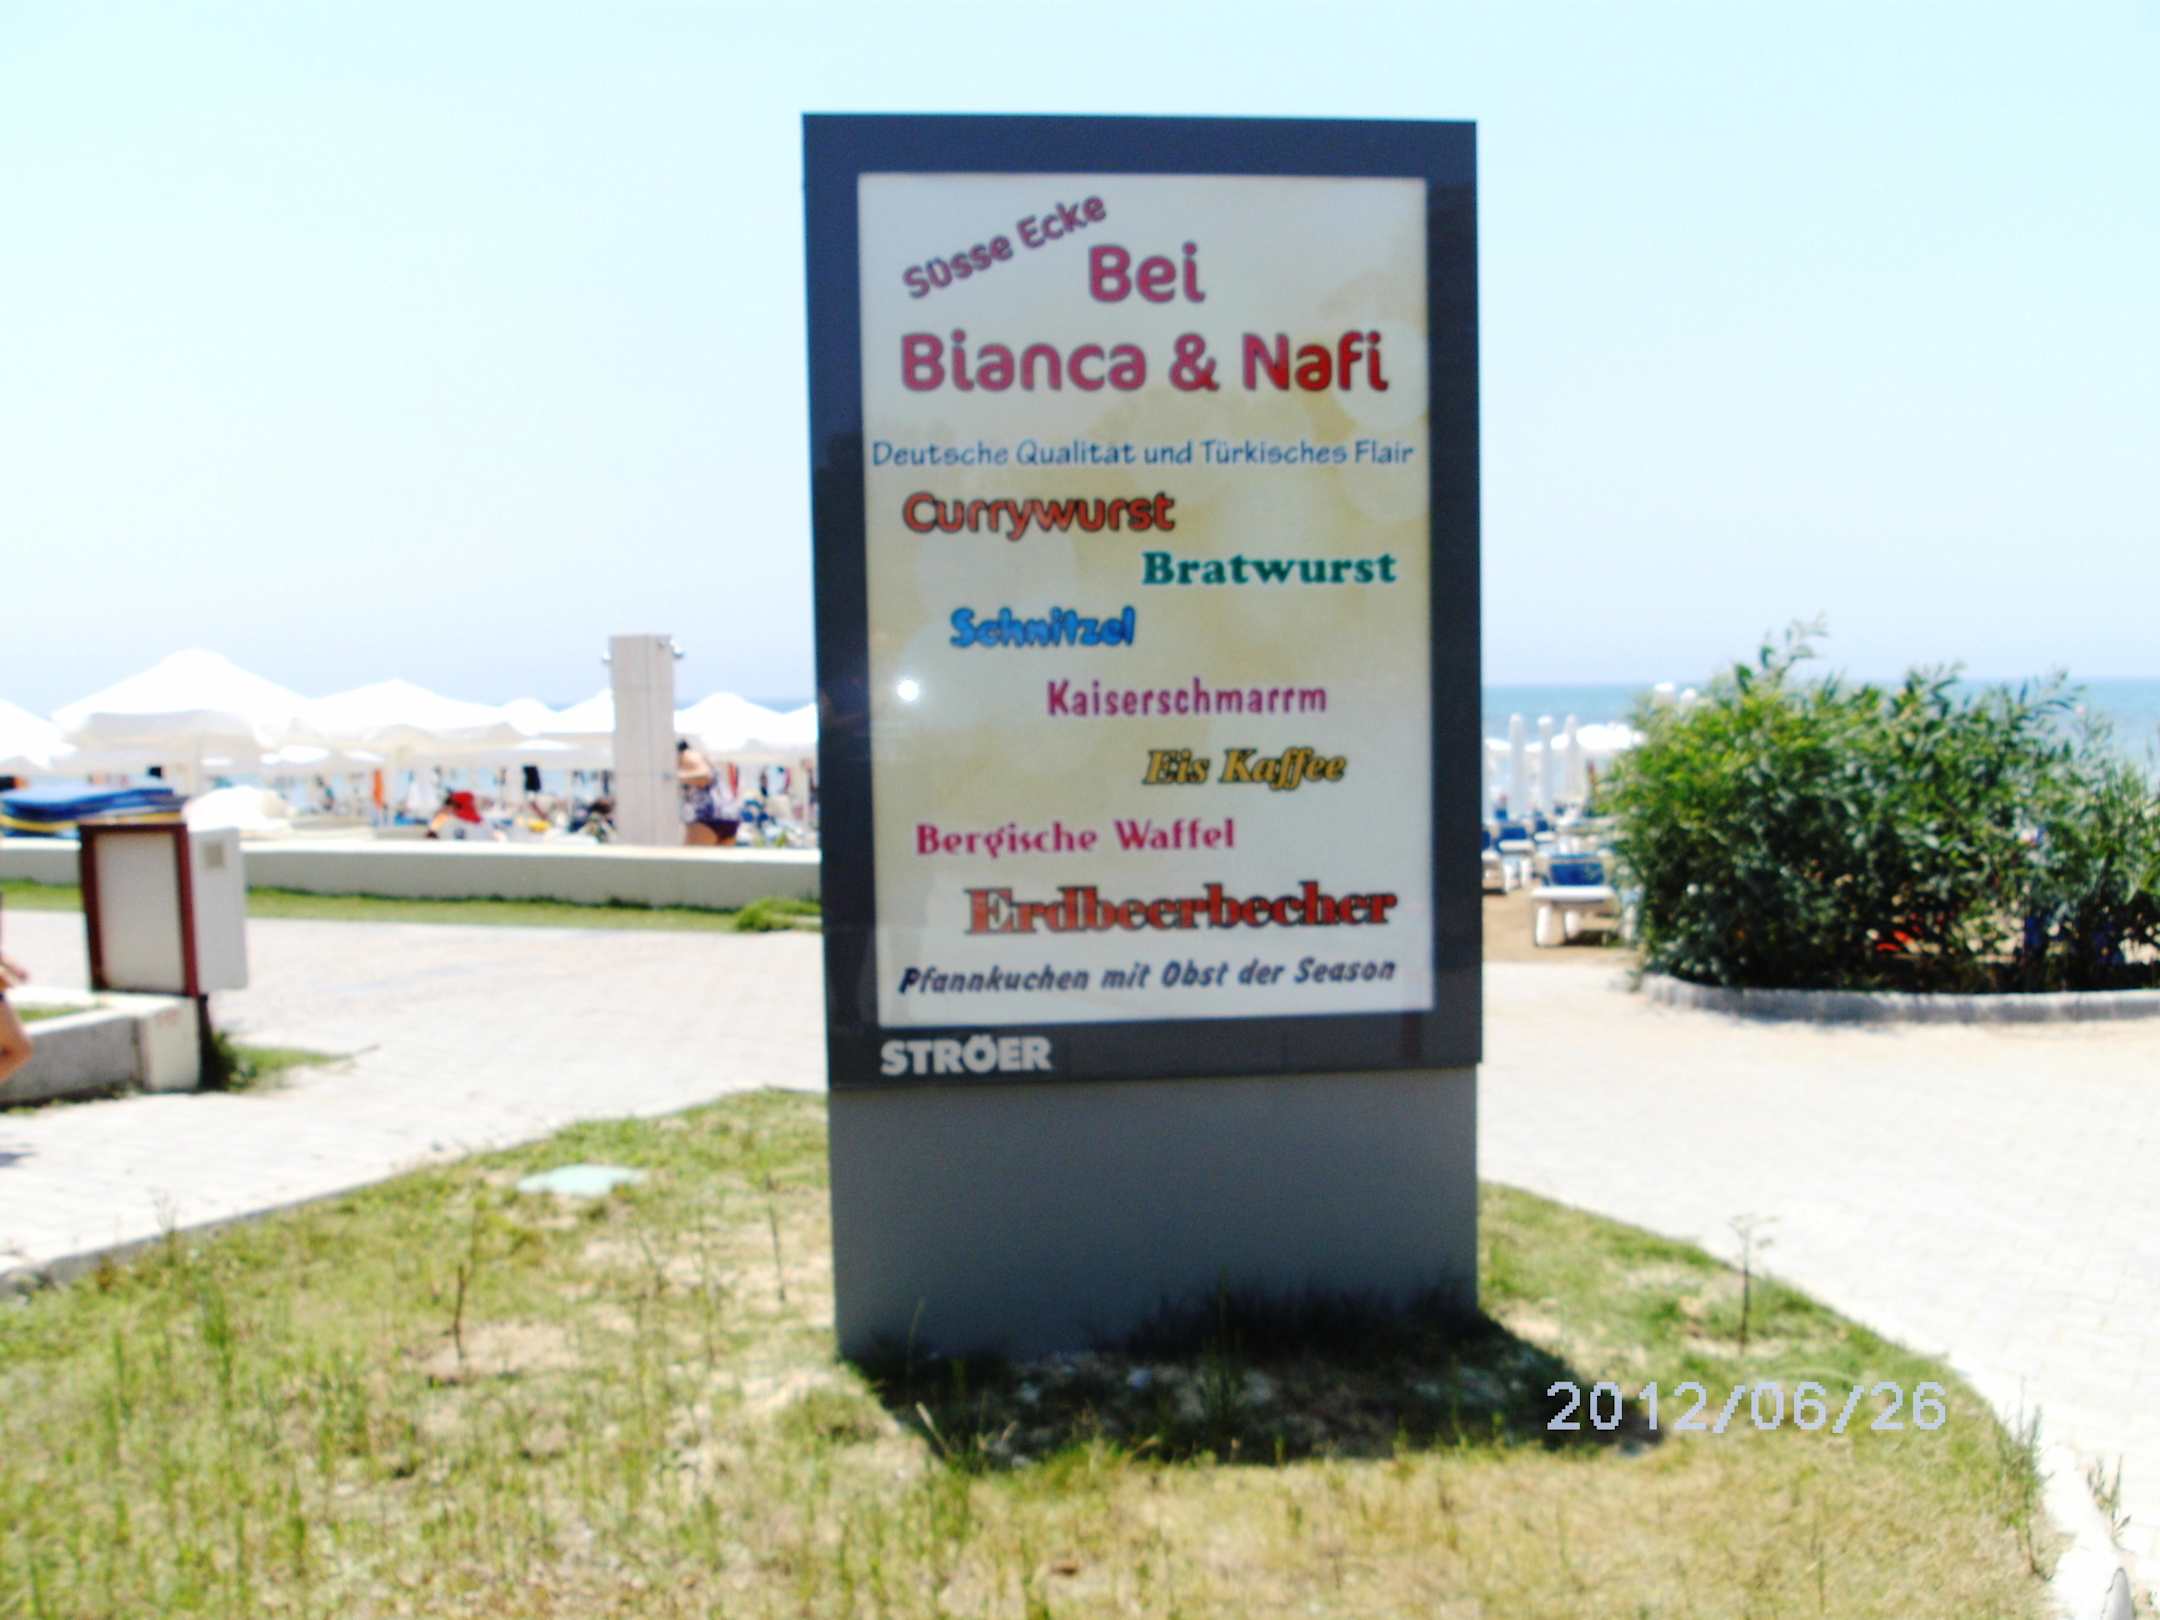 Süsse Ecke
Bei
Bianca & Nafi
Deutsche Qualitat und Türkisches Flair
Currywurst
Bratwurst
Schnitzel
Kaiserschmarrm
Eis Kaffee
Bergische Waffel
Erdbeerbecher
Pfannkuchen mit Obst der Season
STRÖER
2012/06/26